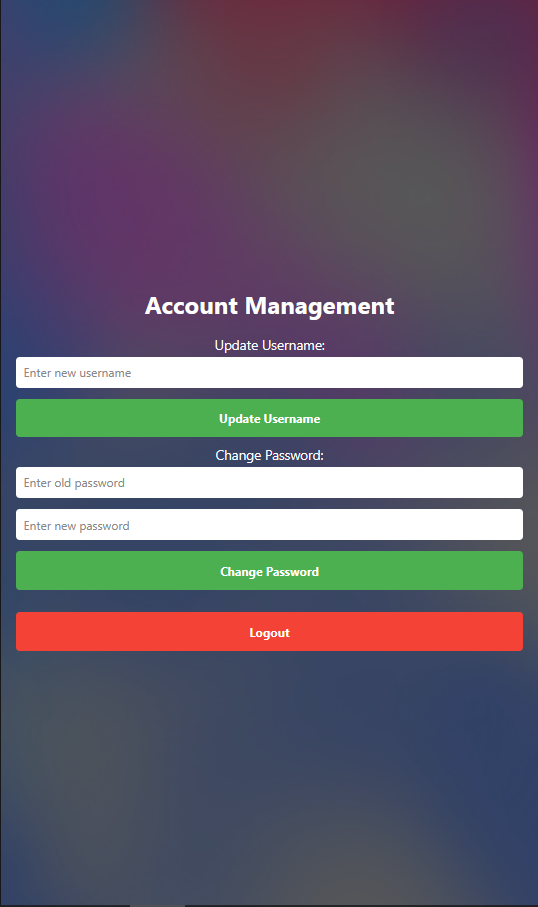 Account Management
Update Username:
Enter new username
Update Username
Change Password:
Enter old password
Enter new password
Change Password
Logout